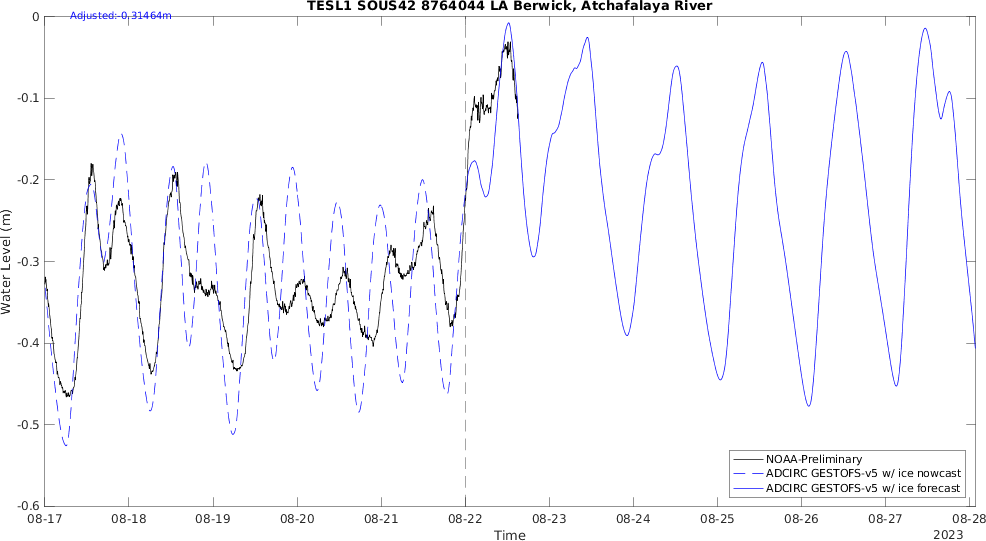 TESL1 SOUS42 8764044 LA Berwick, Atchafalaya River
Adjusted:-0.31464m
0
-0.1
-0.2
-0.3
-0.4
-0.5
-0.6
Water Level (m)
NOAA-Preliminary
ADCIRC GESTOFS-v5 w/ ice nowcast
ADCIRC GESTOFS-v5 w/ ice forecast
08-17 08-18 08-19 08-20 08-21 08-22 08-23 08-24 08-25 08-26 08-27 08-28
Time
2023